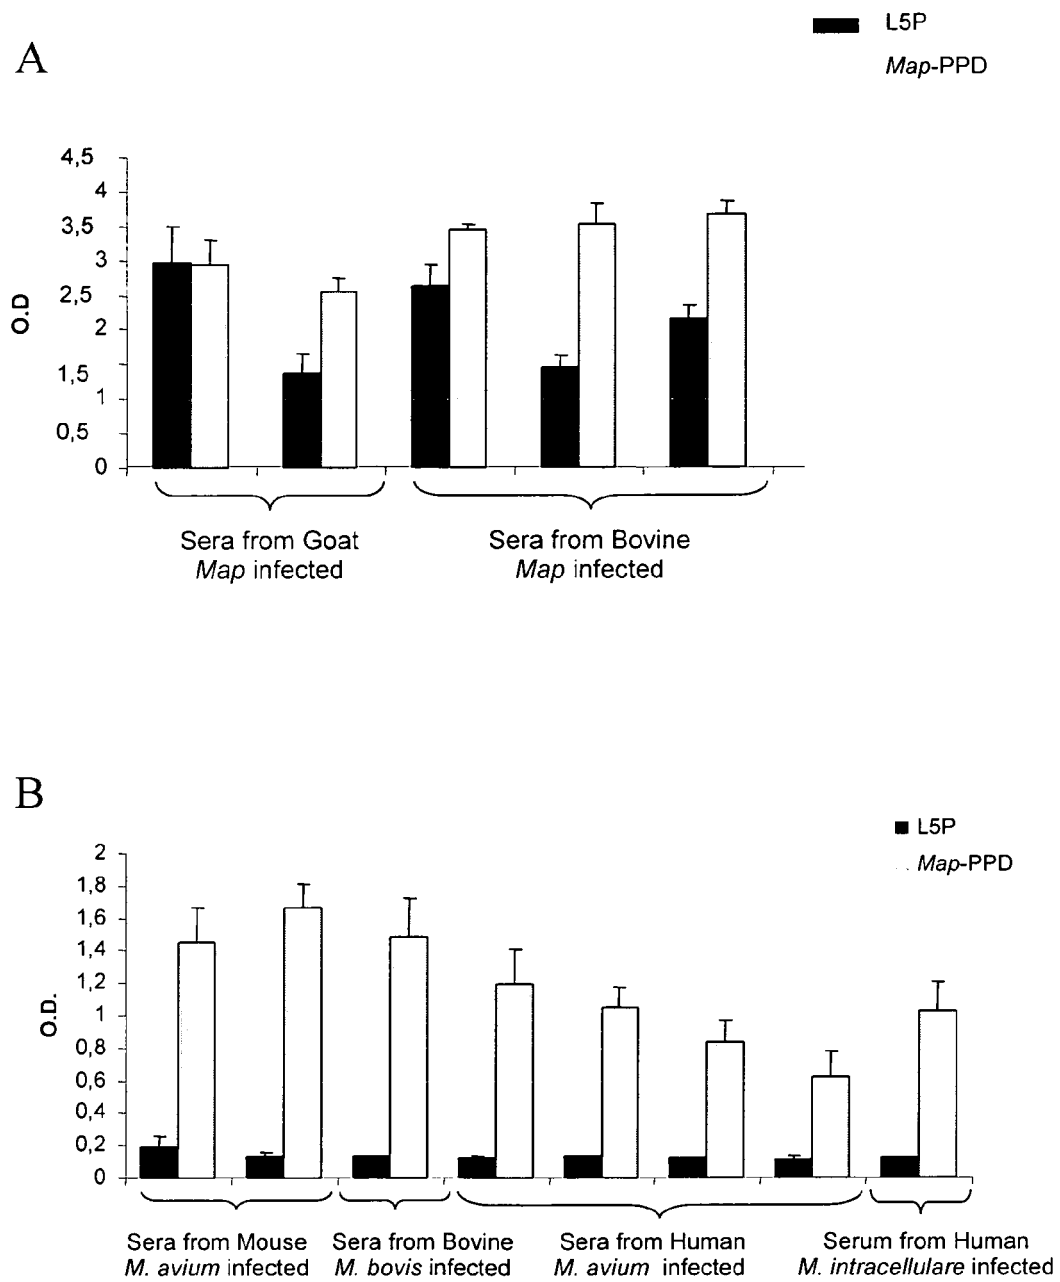 L5P
A
Map-PPD
4,5
4
3,5
3
2,5
2
1,5
1
0,5
0
O.D
Sera from Goat
Map infected
Sera from Bovine
Map infected
B
L5P
Map-PPD
2
1,8
1,6
1,4
1,2
1
0,8
0,6
0,4
0,2
0
O.D.
Sera from Mouse
M. avium infected
Sera from Bovine
M. bovis infected
Sera from Human
M. avium infected
Serum from Human
M. intracellulare infected